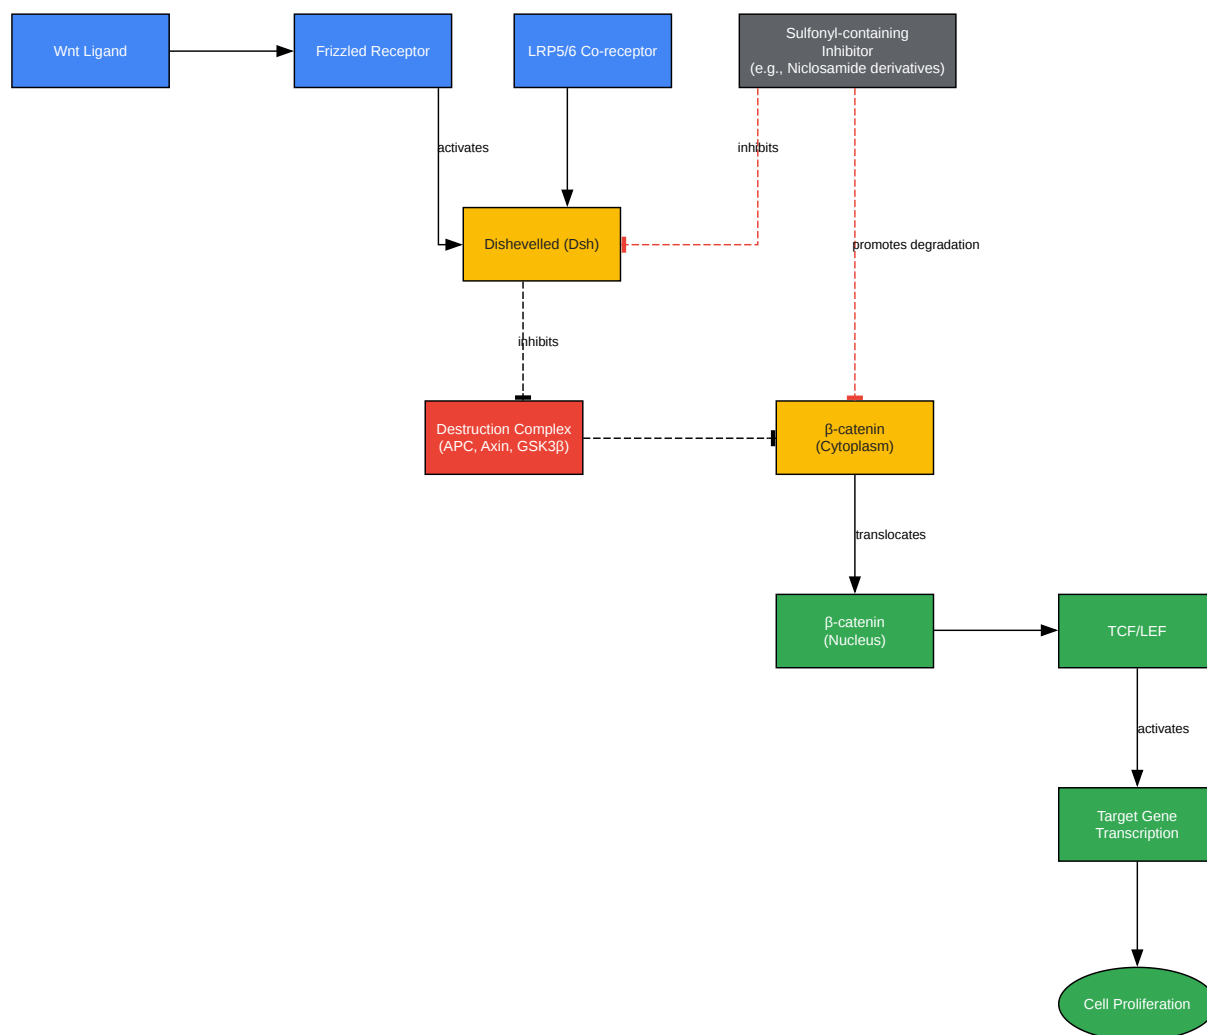 Wnt Ligand
Frizzled Receptor
LRP5/6 Co-receptor
Sulfonyl-containing
Inhibitor
(e.g., Niclosamide derivatives)
activates
inhibits
Dishevelled (Dsh)
promotes degradation
inhibits
Destruction Complex
(APC, Axin, GSK3β)
β-catenin
(Cytoplasm)
translocates
β-catenin
(Nucleus)
TCF/LEF
activates
Target Gene
Transcription
Cell Proliferation